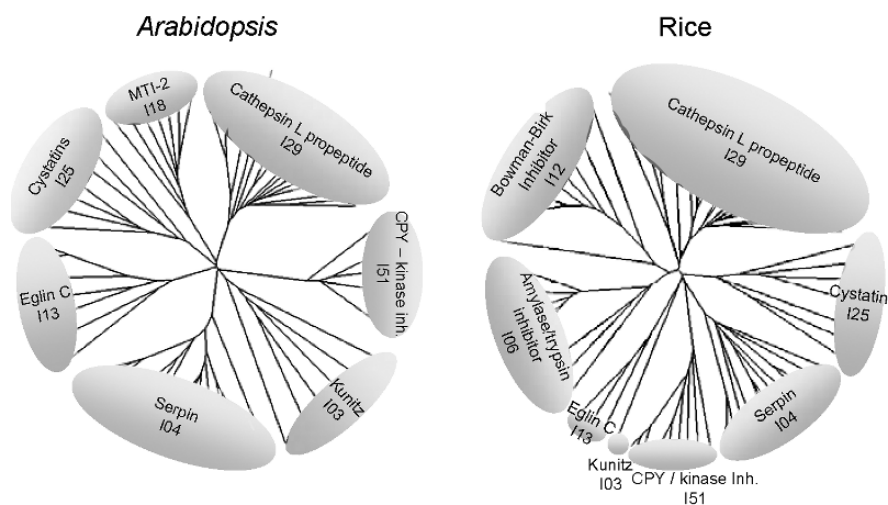 Arabidopsis
Rice
MTI-2
I18
Cathepsin L propeptide
I29
Cystatins
I25
CPY – kinase inh.
I51
Eglin C
I13
Serpin
I04
Kunitz
I03
Bowman-Birk
Inhibitor
I12
Cathepsin L propeptide
I29
Amylase/trypsin
inhibitor
I06
Cystatin
I25
Eglin C
I13
Kunitz
I03
CPY / kinase Inh.
I51
Serpin
I04